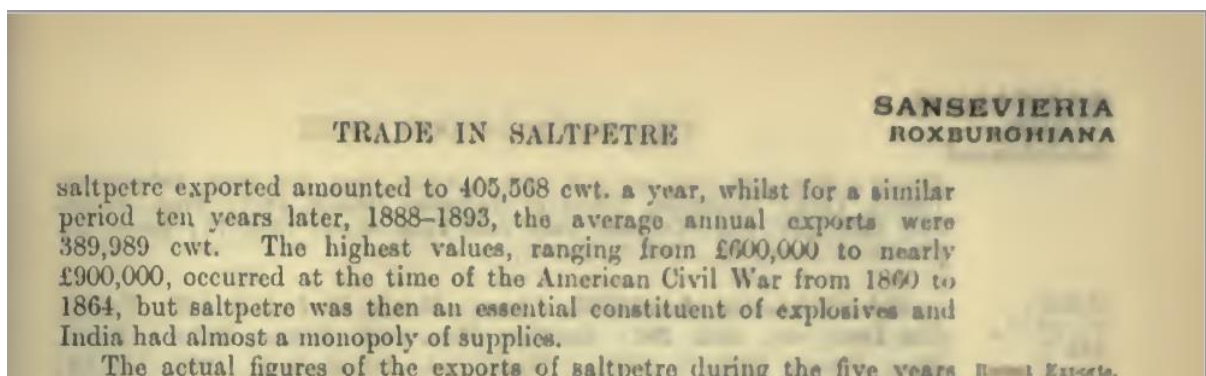 TRADE IN SALTPETRE
SANSEVIERIA
ROXBURGHIANA
saltpetre exported amounted to 405,568 cwt. a year, whilst for a similar
period ten years later, 1888–1893, the average annual exports were
389,989 cwt. The highest values, ranging from £600,000 to nearly
£900,000, occurred at the time of the American Civil War from 1860 to
1864, but saltpetre was then an essential constituent of explosives and
India had almost a monopoly of supplies.
The actual figures of the exports of saltpetre during the five years
Exports.